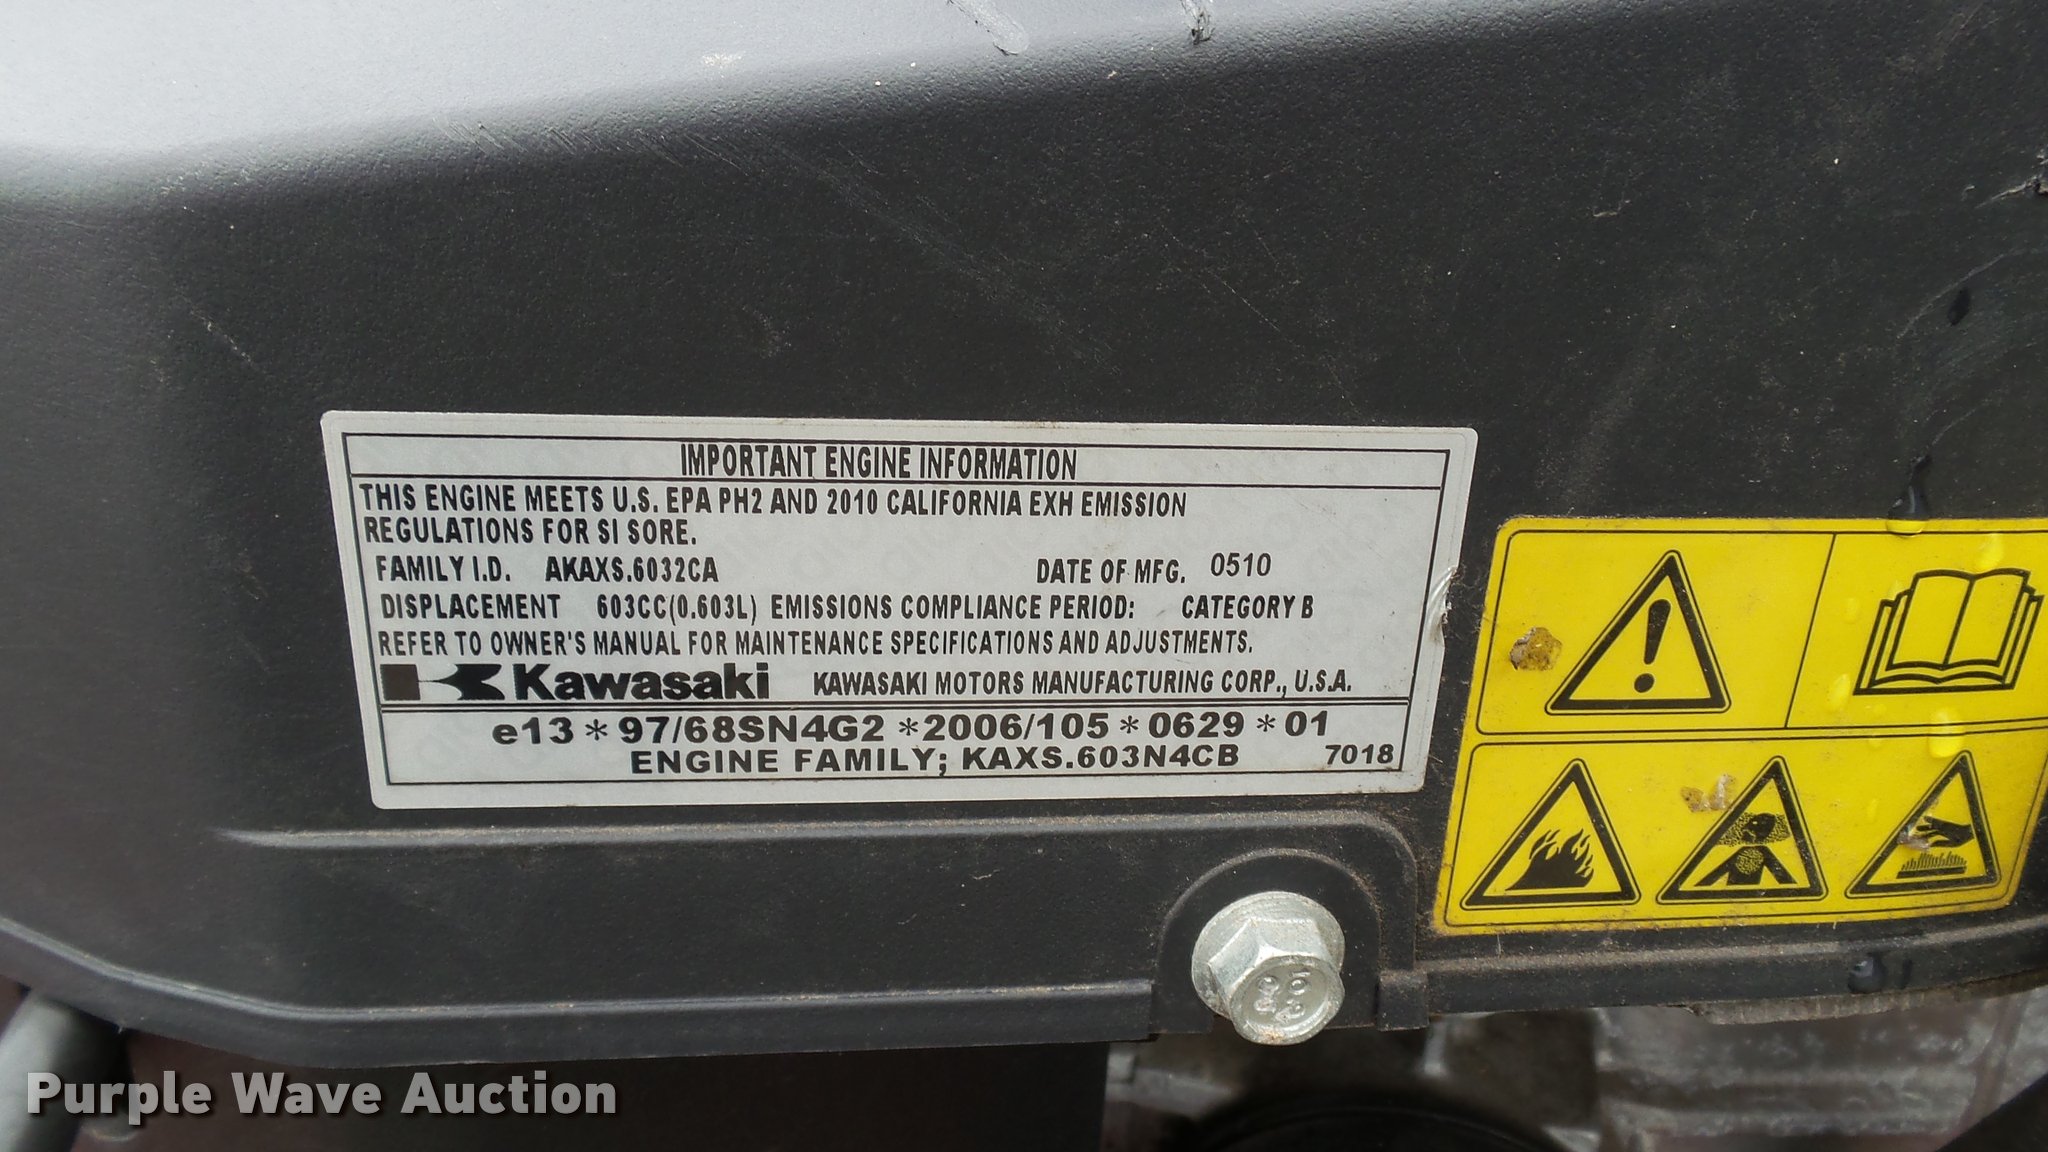 IMPORTANT ENGINE INFORMATION
THIS ENGINE MEETS U.S. EPA PH2 AND 2010 CALIFORNIA EXH EMISSION
REGULATIONS FOR SI SORE.
FAMILY I.D. AKAXS.6032CA DATE OF MFG. 0510
DISPLACEMENT 603CC(0.603L) EMISSIONS COMPLIANCE PERIOD: CATEGORY B
REFER TO OWNER'S MANUAL FOR MAINTENANCE SPECIFICATIONS AND ADJUSTMENTS.
Kawasaki KAWASAKI MOTORS MANUFACTURING CORP., U.S.A.
e13*97/68SN4G2*2006/105*0629*01
ENGINE FAMILY; KAXS.603N4CB 7018
Purple Wave Auction